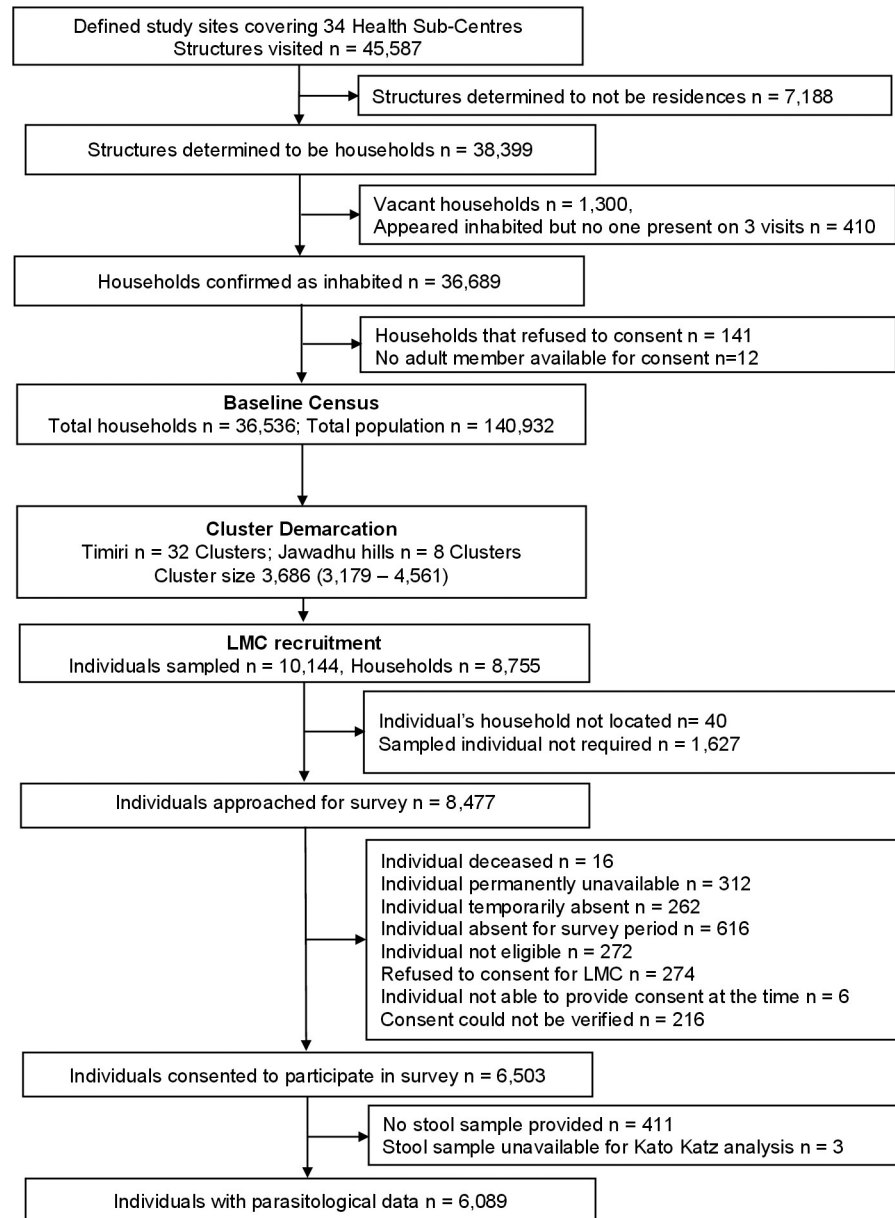 Defined study sites covering 34 Health Sub-Centres
Structures visited n = 45,587
Structures determined to not be residences n = 7,188
Structures determined to be households n = 38,399
Vacant households n = 1,300,
Appeared inhabited but no one present on 3 visits n = 410
Households confirmed as inhabited n = 36,689
Households that refused to consent n = 141
No adult member available for consent n=12
Baseline Census
Total households n = 36,536; Total population n = 140,932
Cluster Demarcation
Timiri n = 32 Clusters; Jawadhu hills n = 8 Clusters
Cluster size 3,686 (3,179 – 4,561)
LMC recruitment
Individuals sampled n = 10,144, Households n = 8,755
Individual’s household not located n= 40
Sampled individual not required n = 1,627
Individuals approached for survey n = 8,477
Individual deceased n = 16
Individual permanently unavailable n = 312
Individual temporarily absent n = 262
Individual absent for survey period n = 616
Individual not eligible n = 272
Refused to consent for LMC n = 274
Individual not able to provide consent at the time n = 6
Consent could not be verified n = 216
Individuals consented to participate in survey n = 6,503
No stool sample provided n = 411
Stool sample unavailable for Kato Katz analysis n = 3
Individuals with parasitological data n = 6,089